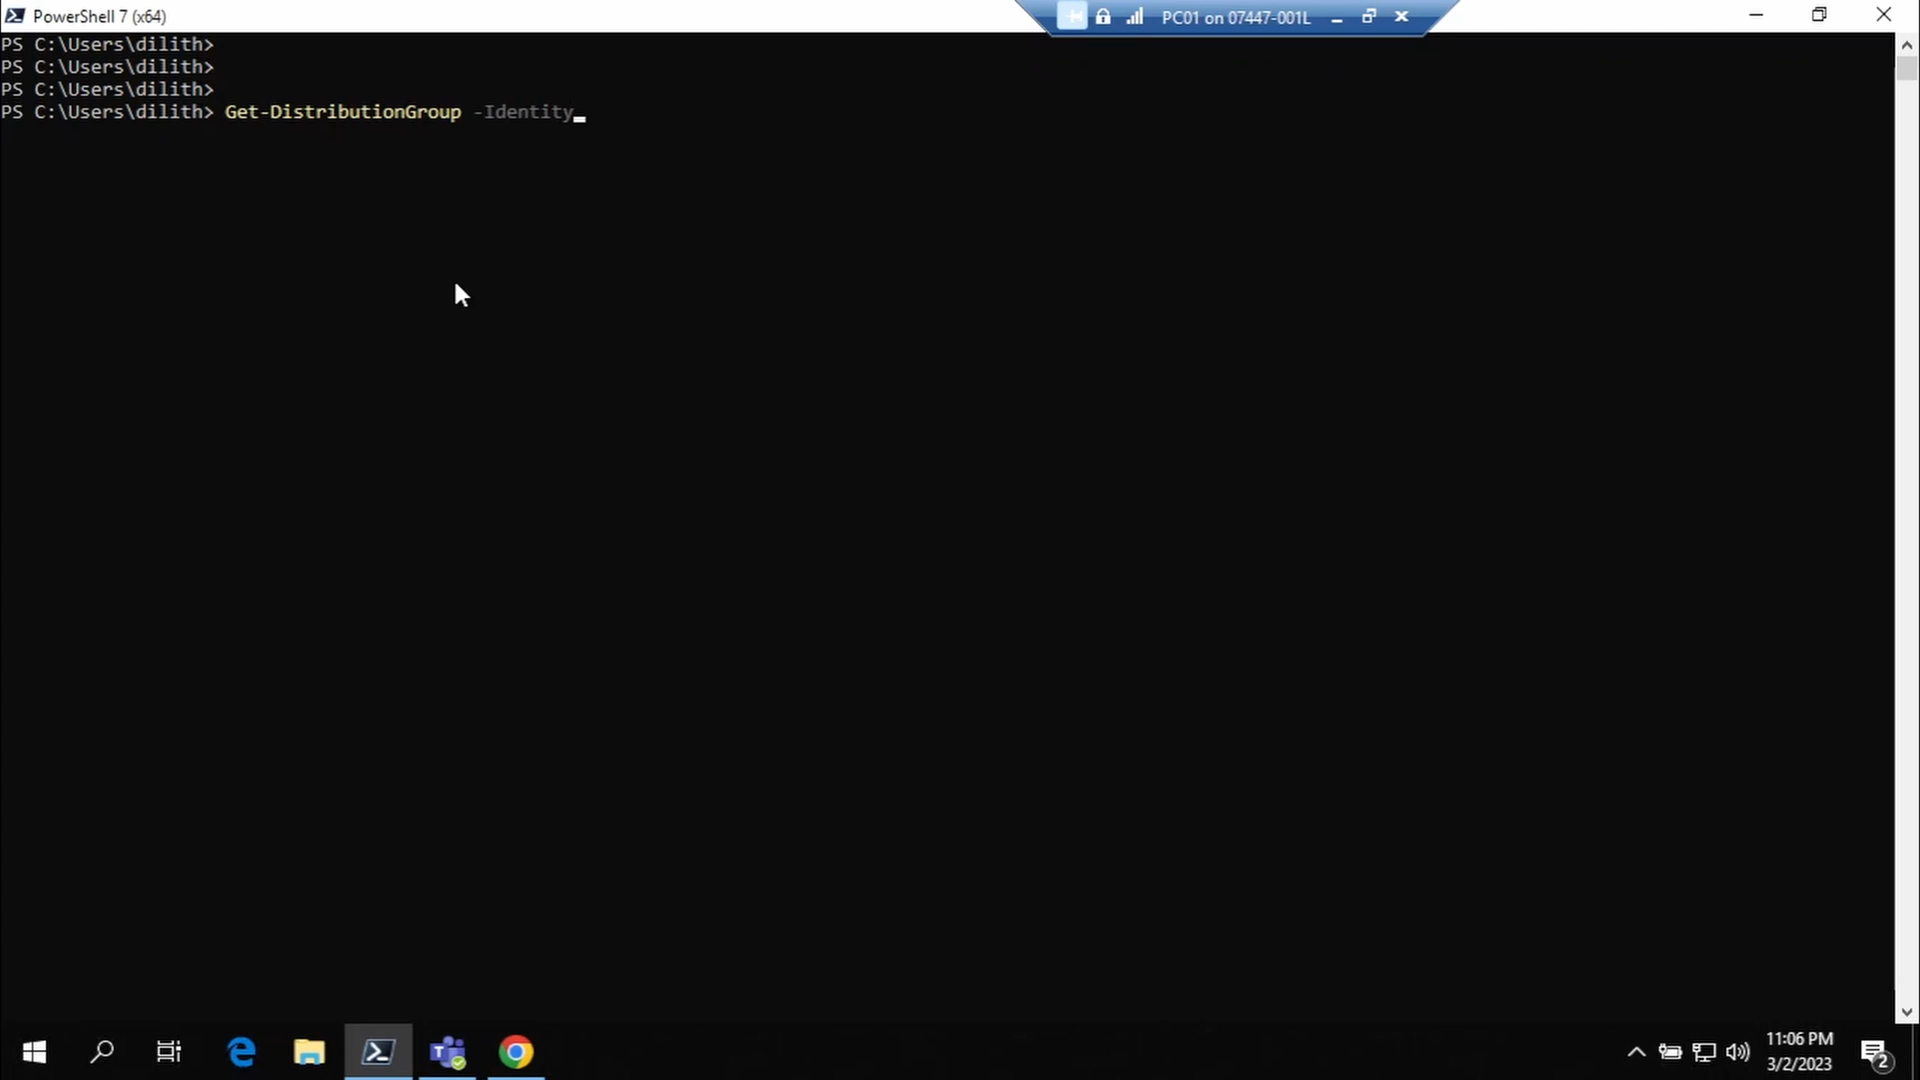 PowerShell 7 (x64)
PC01 on 07447-001L
PS C:\Users\dilith>
PS C:\Users\dilith>
PS C:\Users\dilith>
PS C:\Users\dilith> Get-DistributionGroup -Identity
11:06 PM
3/2/2023
2